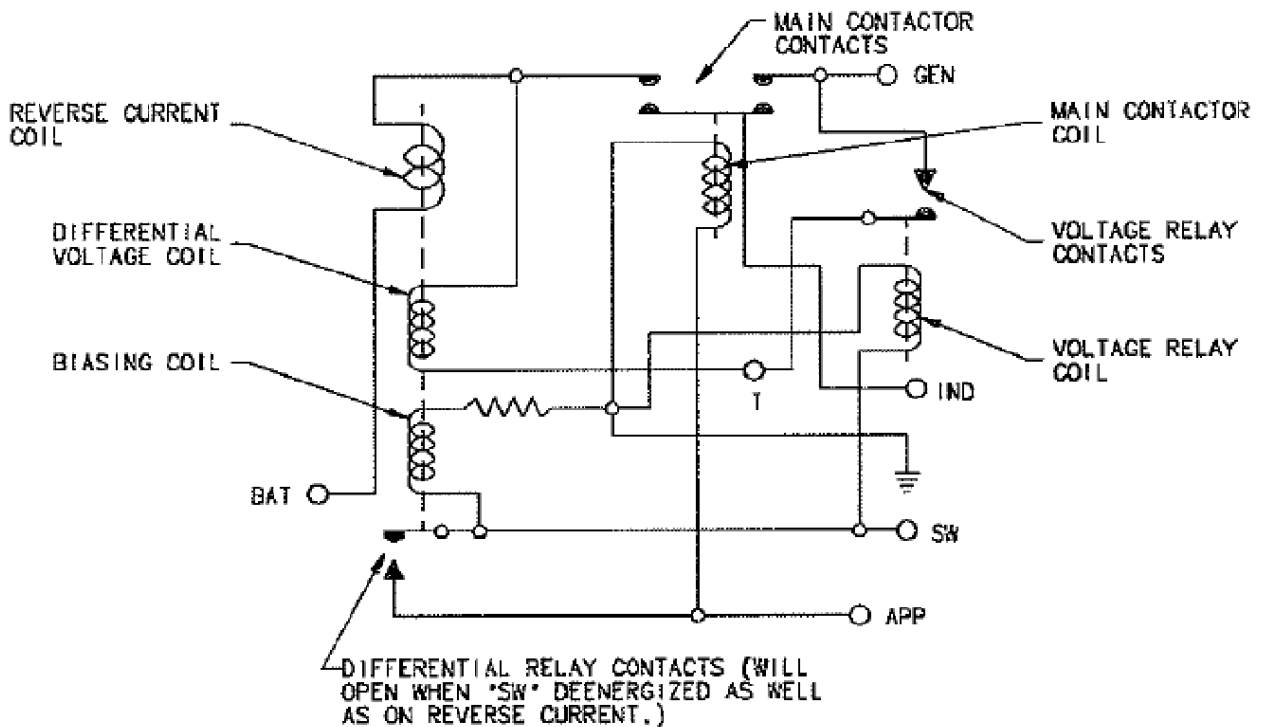 MAIN CONTACTOR
CONTACTS
GEN
REVERSE CURRENT
COIL
MAIN CONTACTOR
COIL
DIFFERENTIAL
VOLTAGE COIL
VOLTAGE RELAY
CONTACTS
BIASING COIL
VOLTAGE RELAY
COIL
T
IND
BAT
SW
APP
DIFFERENTIAL RELAY CONTACTS (WILL
OPEN WHEN "SW" DEENERGIZED AS WELL
AS ON REVERSE CURRENT.)